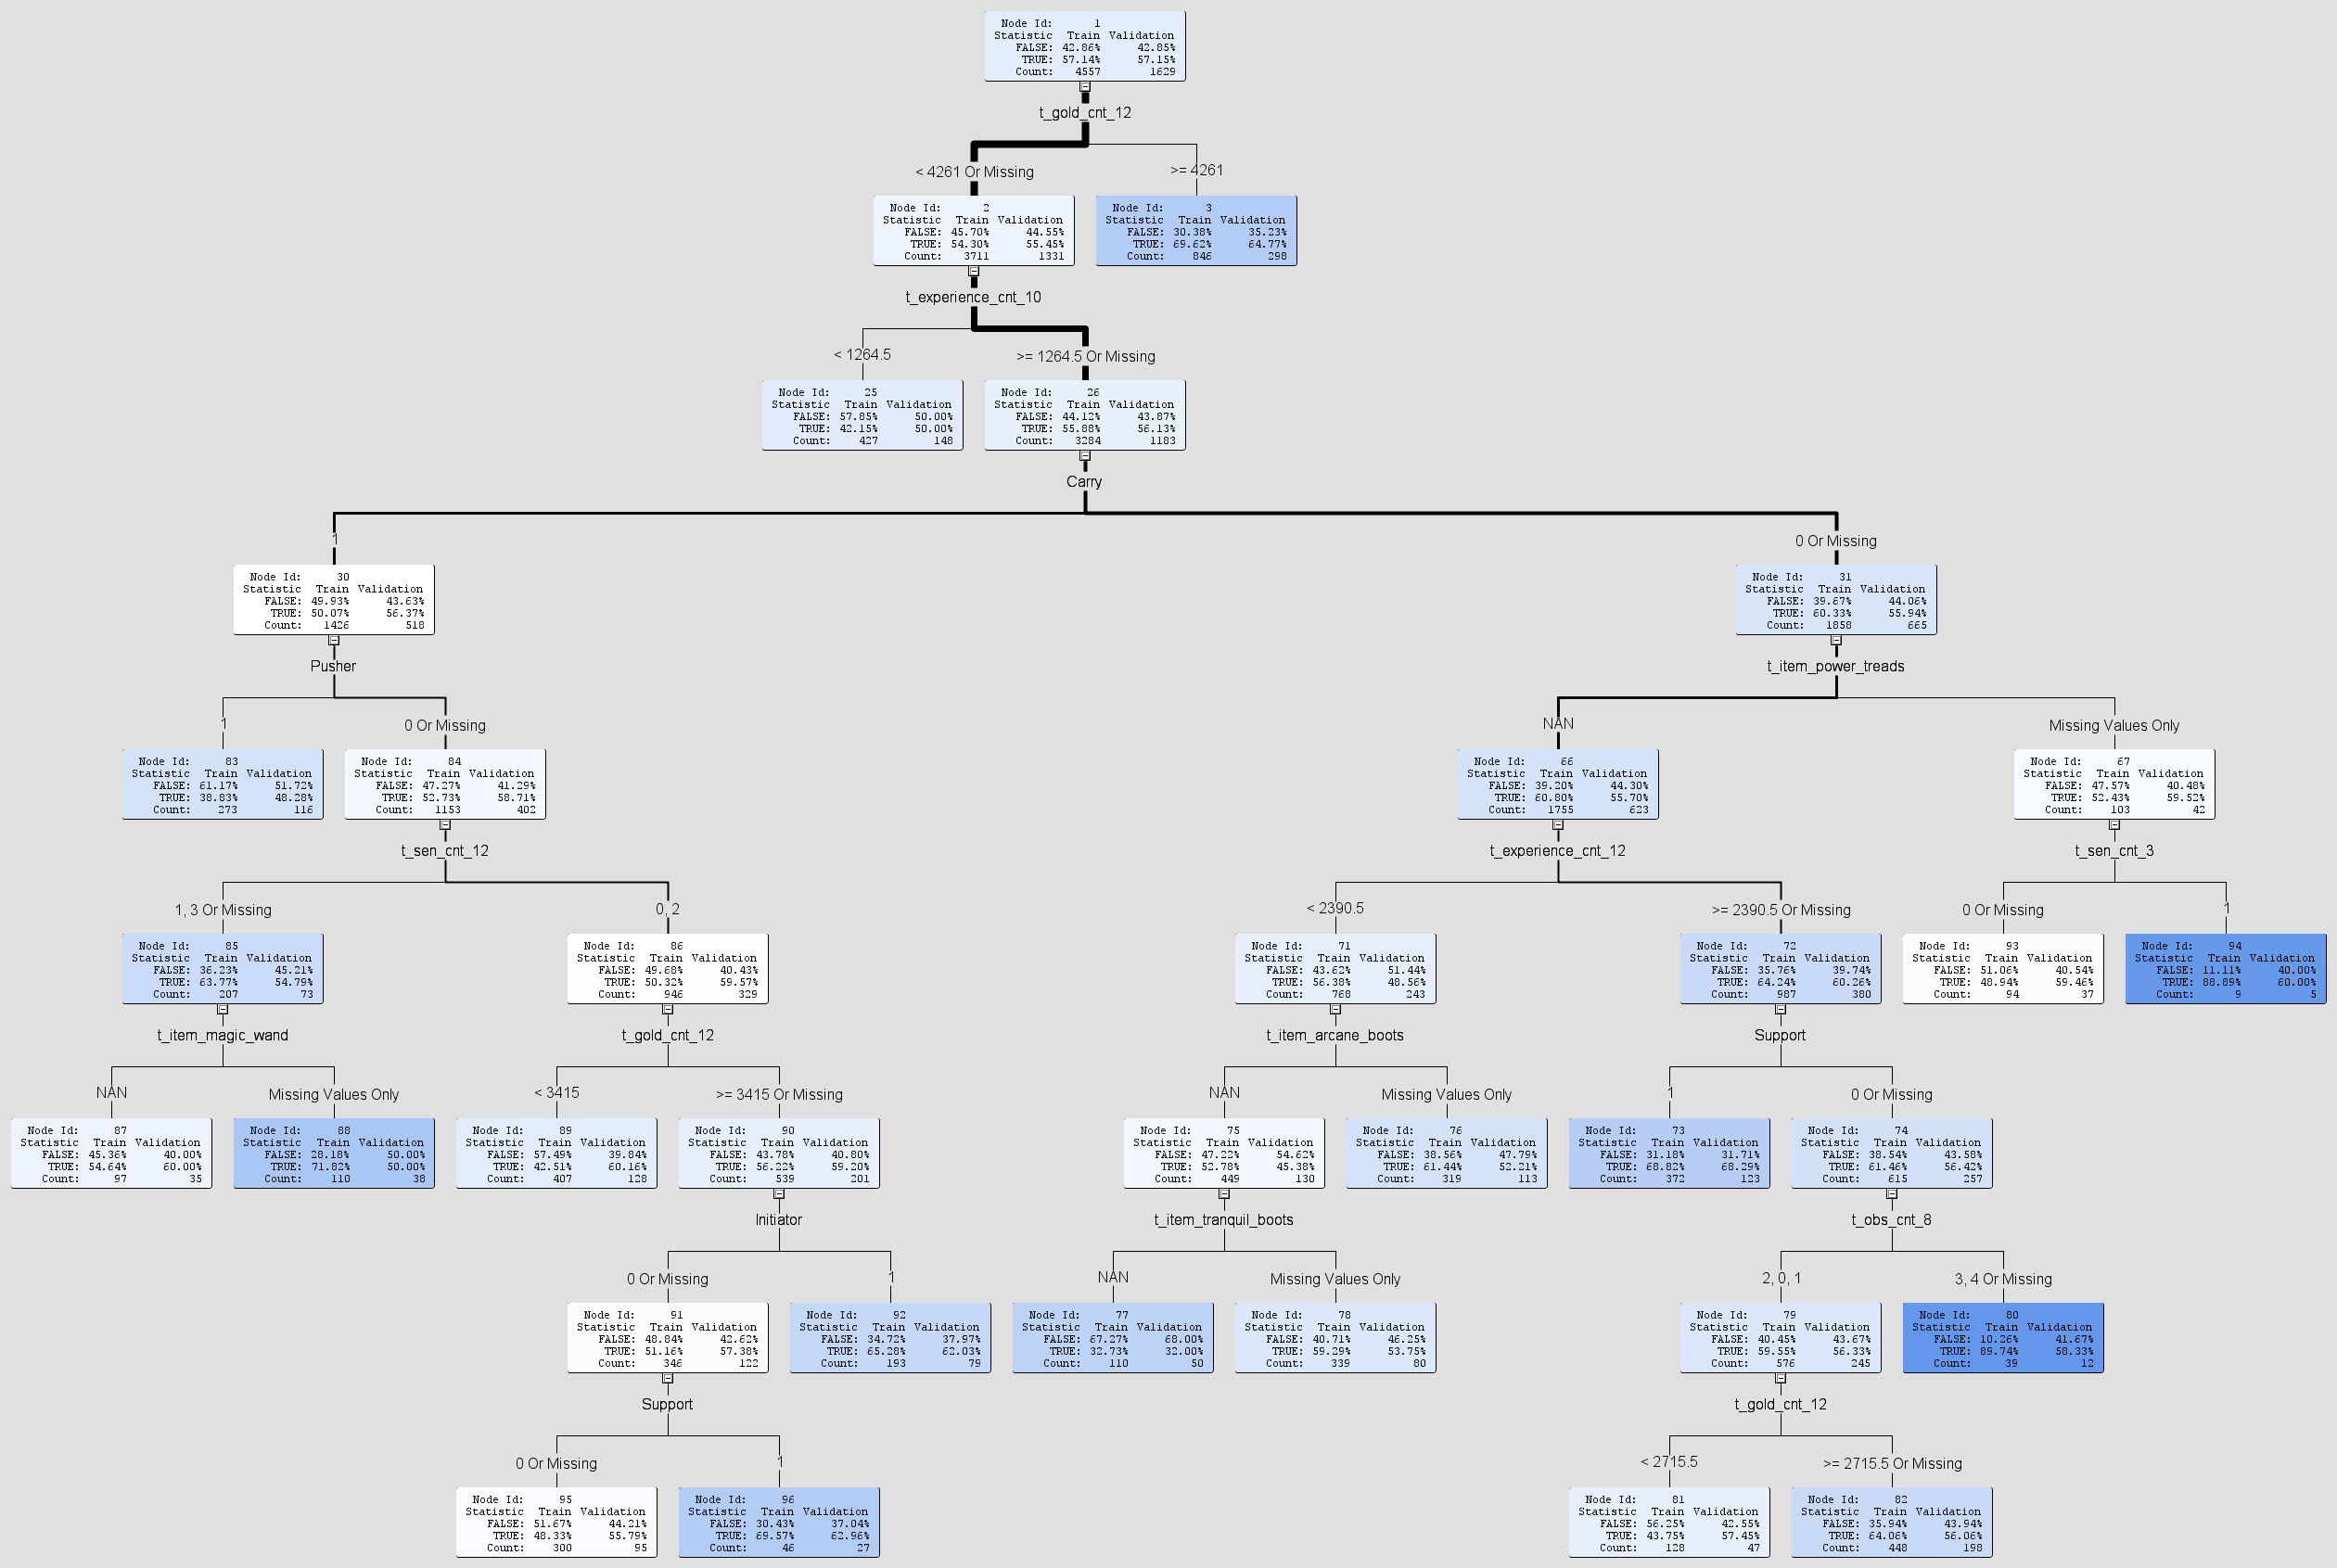 Node Id: 1
Statistic Train Validation
FALSE: 42.86% 42.85%
TRUE: 57.14% 57.15%
Count: 4557 1629
t_gold_cnt_12
< 4261 Or Missing
>= 4261
Node Id: 2
Statistic Train Validation
FALSE: 45.70% 44.55%
TRUE: 54.30% 55.45%
Count: 3711 1331
Node Id: 3
Statistic Train Validation
FALSE: 30.38% 35.23%
TRUE: 69.62% 64.77%
Count: 846 298
t_experience_cnt_10
< 1264.5
>= 1264.5 Or Missing
Node Id: 25
Statistic Train Validation
FALSE: 57.85% 50.00%
TRUE: 42.15% 50.00%
Count: 427 148
Node Id: 26
Statistic Train Validation
FALSE: 44.12% 43.87%
TRUE: 55.88% 56.13%
Count: 3284 1183
Carry
1
0 Or Missing
Node Id: 30
Statistic Train Validation
FALSE: 49.93% 43.63%
TRUE: 50.07% 56.37%
Count: 1426 518
Node Id: 31
Statistic Train Validation
FALSE: 39.67% 44.06%
TRUE: 60.33% 55.94%
Count: 1858 665
Pusher
t_item_power_treads
1
0 Or Missing
NAN
Missing Values Only
Node Id: 83
Statistic Train Validation
FALSE: 61.17% 51.72%
TRUE: 38.83% 48.28%
Count: 273 116
Node Id: 84
Statistic Train Validation
FALSE: 47.27% 41.29%
TRUE: 52.73% 58.71%
Count: 1153 402
Node Id: 66
Statistic Train Validation
FALSE: 39.20% 44.30%
TRUE: 60.80% 55.70%
Count: 1755 623
Node Id: 67
Statistic Train Validation
FALSE: 47.57% 40.48%
TRUE: 52.43% 59.52%
Count: 103 42
t_sen_cnt_12
t_experience_cnt_12
t_sen_cnt_3
1, 3 Or Missing
0, 2
< 2390.5
>= 2390.5 Or Missing
0 Or Missing
1
Node Id: 85
Statistic Train Validation
FALSE: 36.23% 45.21%
TRUE: 63.77% 54.79%
Count: 207 73
Node Id: 86
Statistic Train Validation
FALSE: 49.68% 40.43%
TRUE: 50.32% 59.57%
Count: 946 329
Node Id: 71
Statistic Train Validation
FALSE: 43.62% 51.44%
TRUE: 56.38% 48.56%
Count: 768 243
Node Id: 72
Statistic Train Validation
FALSE: 35.76% 39.74%
TRUE: 64.24% 60.26%
Count: 987 380
Node Id: 93
Statistic Train Validation
FALSE: 51.06% 40.54%
TRUE: 48.94% 59.46%
Count: 94 37
Node Id: 94
Statistic Train Validation
FALSE: 11.11% 40.00%
TRUE: 88.89% 60.00%
Count: 9 5
t_item_magic_wand
t_gold_cnt_12
t_item_arcane_boots
Support
NAN
Missing Values Only
< 3415
>= 3415 Or Missing
NAN
Missing Values Only
1
0 Or Missing
Node Id: 87
Statistic Train Validation
FALSE: 45.36% 40.00%
TRUE: 54.64% 60.00%
Count: 97 35
Node Id: 88
Statistic Train Validation
FALSE: 28.18% 50.00%
TRUE: 71.82% 50.00%
Count: 110 38
Node Id: 89
Statistic Train Validation
FALSE: 57.49% 39.84%
TRUE: 42.51% 60.16%
Count: 407 128
Node Id: 90
Statistic Train Validation
FALSE: 43.78% 40.80%
TRUE: 56.22% 59.20%
Count: 539 201
Node Id: 75
Statistic Train Validation
FALSE: 47.22% 54.62%
TRUE: 52.78% 45.38%
Count: 449 130
Node Id: 76
Statistic Train Validation
FALSE: 38.56% 47.79%
TRUE: 61.44% 52.21%
Count: 319 113
Node Id: 73
Statistic Train Validation
FALSE: 31.18% 31.71%
TRUE: 68.82% 68.29%
Count: 372 123
Node Id: 74
Statistic Train Validation
FALSE: 38.54% 43.58%
TRUE: 61.46% 56.42%
Count: 615 257
Initiator
t_item_tranquil_boots
t_obs_cnt_8
0 Or Missing
1
NAN
Missing Values Only
2, 0, 1
3, 4 Or Missing
Node Id: 91
Statistic Train Validation
FALSE: 48.84% 42.62%
TRUE: 51.16% 57.38%
Count: 346 122
Node Id: 92
Statistic Train Validation
FALSE: 34.72% 37.97%
TRUE: 65.28% 62.03%
Count: 193 79
Node Id: 77
Statistic Train Validation
FALSE: 67.27% 68.00%
TRUE: 32.73% 32.00%
Count: 110 50
Node Id: 78
Statistic Train Validation
FALSE: 40.71% 46.25%
TRUE: 59.29% 53.75%
Count: 339 80
Node Id: 79
Statistic Train Validation
FALSE: 40.45% 43.67%
TRUE: 59.55% 56.33%
Count: 576 245
Node Id: 80
Statistic Train Validation
FALSE: 10.26% 41.67%
TRUE: 89.74% 58.33%
Count: 39 12
Support
t_gold_cnt_12
0 Or Missing
1
< 2715.5
>= 2715.5 Or Missing
Node Id: 95
Statistic Train Validation
FALSE: 51.67% 44.21%
TRUE: 48.33% 55.79%
Count: 300 95
Node Id: 96
Statistic Train Validation
FALSE: 30.43% 37.04%
TRUE: 69.57% 62.96%
Count: 46 27
Node Id: 81
Statistic Train Validation
FALSE: 56.25% 42.55%
TRUE: 43.75% 57.45%
Count: 128 47
Node Id: 82
Statistic Train Validation
FALSE: 35.94% 43.94%
TRUE: 64.06% 56.06%
Count: 448 198